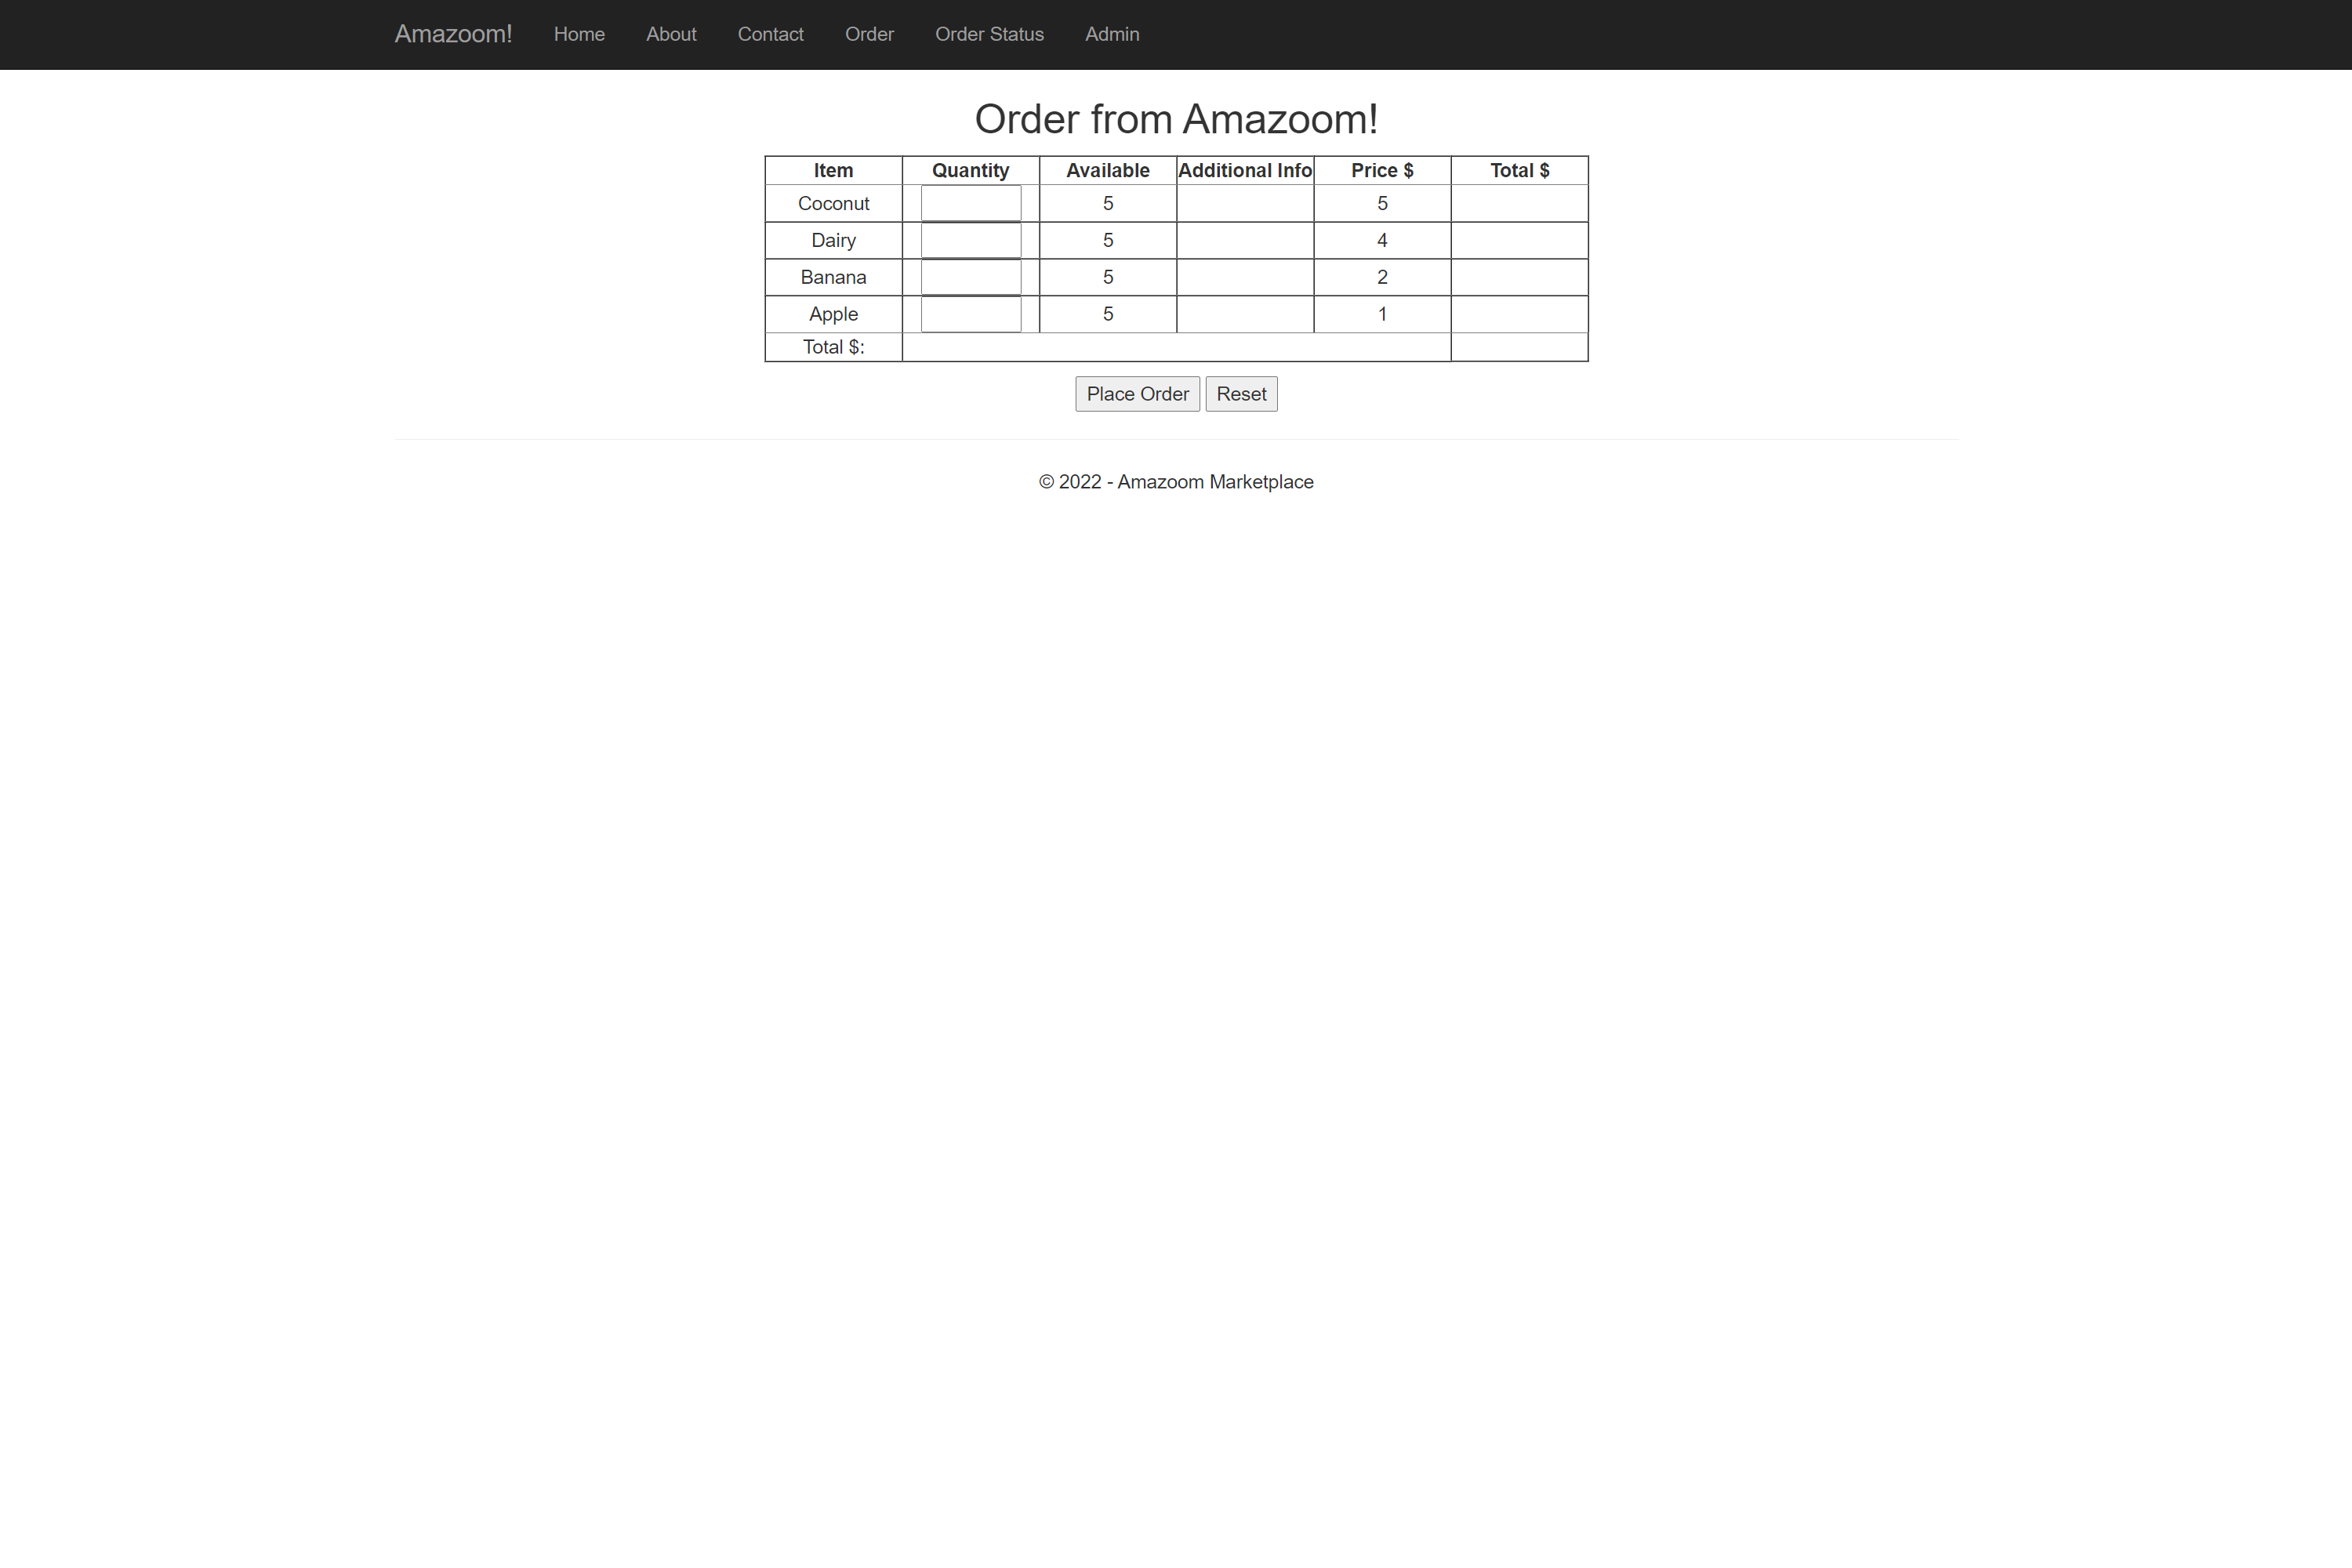 Amazoom! Home About Contact Order Order Status Admin
Order from Amazoom!
Item Quantity Available Additional Info Price $ Total $
Coconut 5 5
Dairy 5 4
Banana 5 2
Apple 5 1
Total $:
Place Order Reset
© 2022 - Amazoom Marketplace